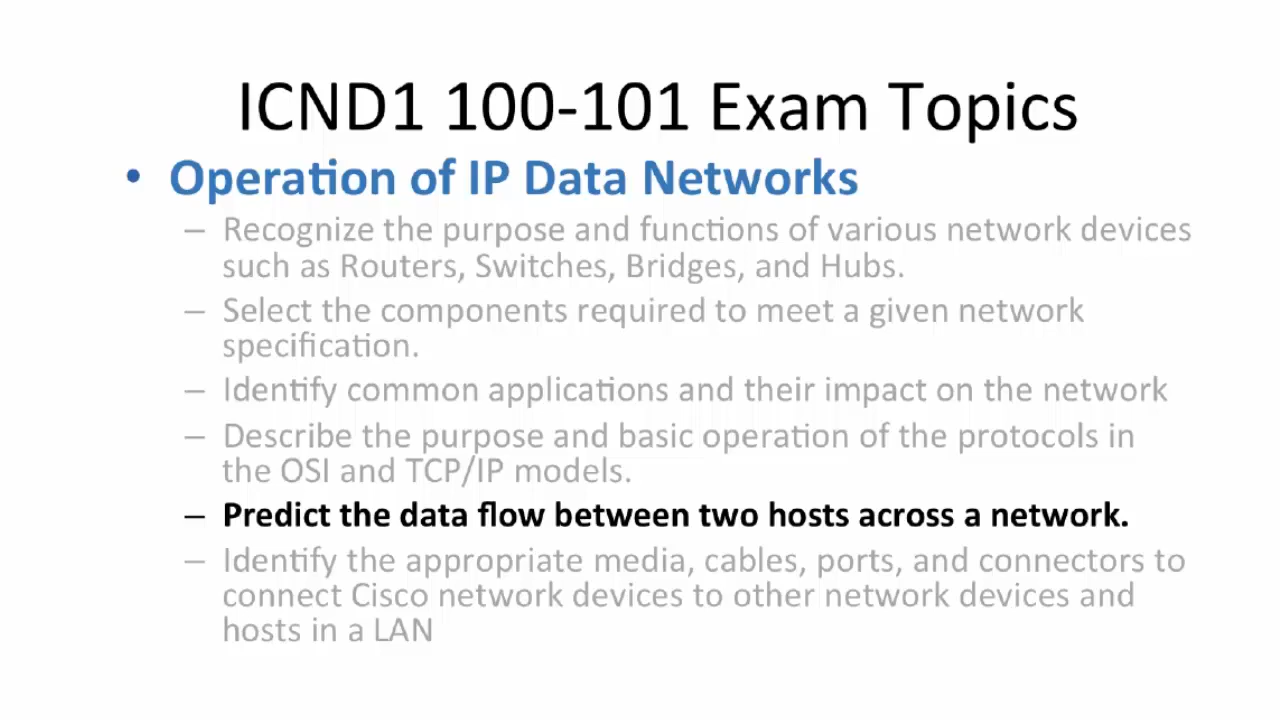 ICND1 100-101 Exam Topics
• Operation of IP Data Networks
– Recognize the purpose and functions of various network devices
such as Routers, Switches, Bridges, and Hubs.
– Select the components required to meet a given network
specification.
– Identify common applications and their impact on the network
– Describe the purpose and basic operation of the protocols in
the OSI and TCP/IP models.
– Predict the data flow between two hosts across a network.
– Identify the appropriate media, cables, ports, and connectors to
connect Cisco network devices to other network devices and
hosts in a LAN